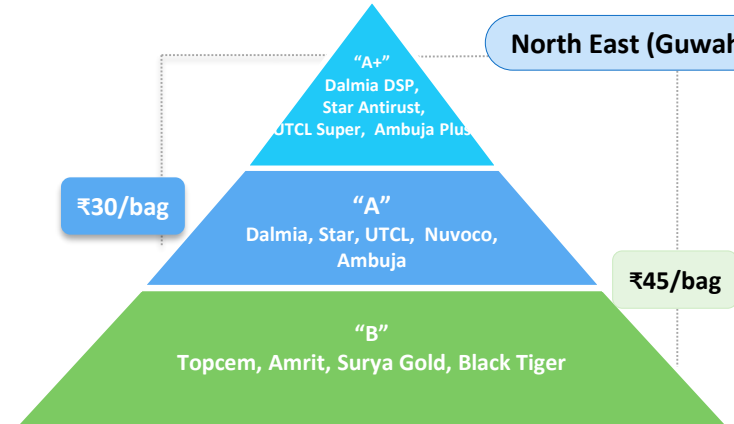 North East (Guwah
“A+”
Dalmia DSP,
Star Antirust,
UTCL Super, Ambuja Plus
₹30/bag
“A”
Dalmia, Star, UTCL, Nuvoco,
Ambuja
₹45/bag
“B”
Topcem, Amrit, Surya Gold, Black Tiger